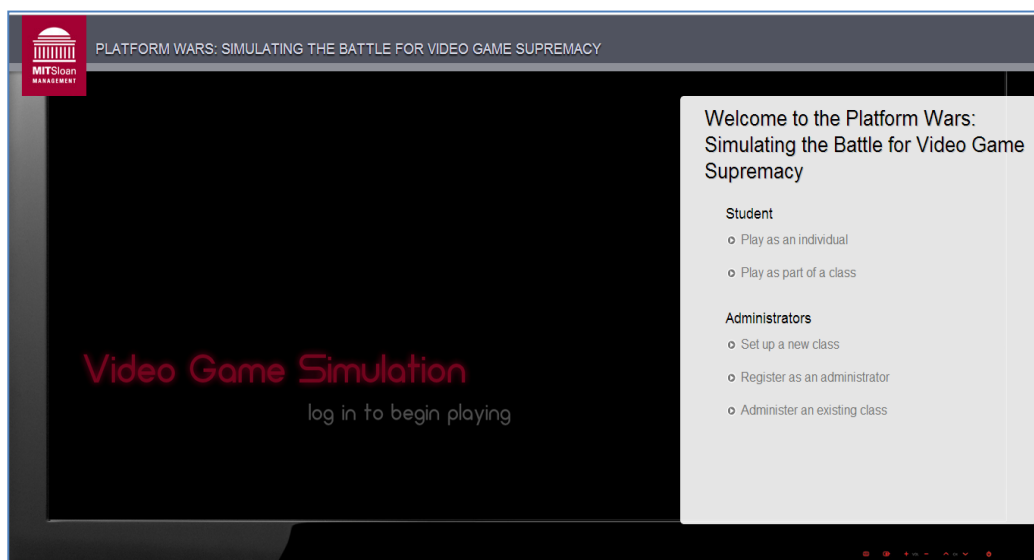 MITSloan
MANAGEMENT
PLATFORM WARS: SIMULATING THE BATTLE FOR VIDEO GAME SUPREMACY
Welcome to the Platform Wars:
Simulating the Battle for Video Game
Supremacy
Student
Play as an individual
Play as part of a class
Administrators
Set up a new class
Register as an administrator
Administer an existing class
Video Game Simulation
log in to begin playing